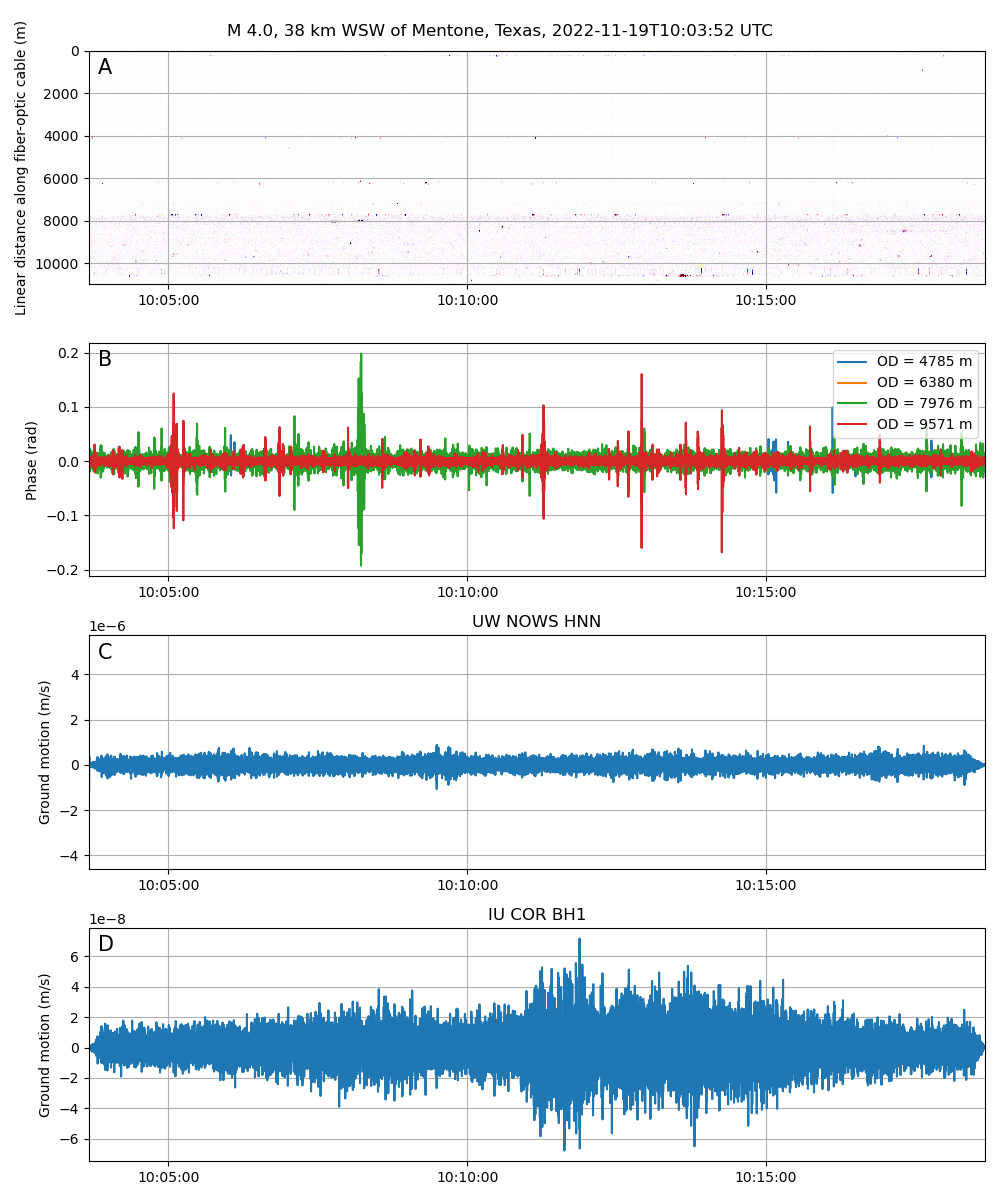 M 4.0, 38 km WSW of Mentone, Texas, 2022-11-19T10:03:52 UTC
Linear distance along fiber-optic cable (m)
A
0
2000
4000
6000
8000
10000
10:05:00 10:10:00 10:15:00
Phase (rad)
B
0.2
0.1
0.0
−0.1
−0.2
OD = 4785 m
OD = 6380 m
OD = 7976 m
OD = 9571 m
10:05:00 10:10:00 10:15:00
UW NOWS HNN
1e−6
Ground motion (m/s)
C
4
2
0
−2
−4
10:05:00 10:10:00 10:15:00
IU COR BH1
1e−8
Ground motion (m/s)
D
6
4
2
0
−2
−4
−6
10:05:00 10:10:00 10:15:00